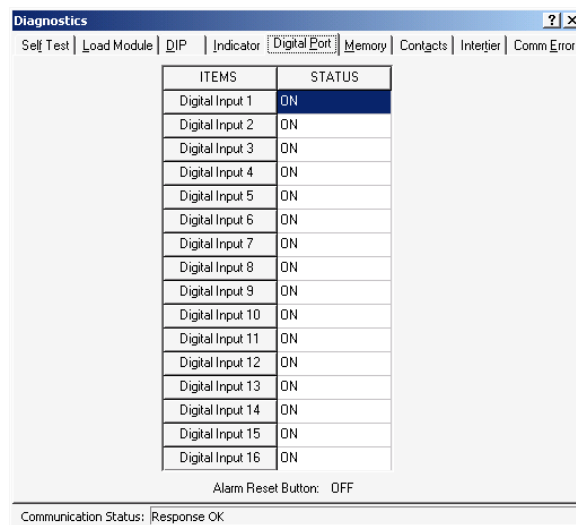 Diagnostics
Self Test Load Module DIP Indicator Digital Port Memory Contacts Intertier Comm Error
ITEMS STATUS
Digital Input 1 ON
Digital Input 2 ON
Digital Input 3 ON
Digital Input 4 ON
Digital Input 5 ON
Digital Input 6 ON
Digital Input 7 ON
Digital Input 8 ON
Digital Input 9 ON
Digital Input 10 ON
Digital Input 11 ON
Digital Input 12 ON
Digital Input 13 ON
Digital Input 14 ON
Digital Input 15 ON
Digital Input 16 ON
Alarm Reset Button: OFF
Communication Status: Response OK